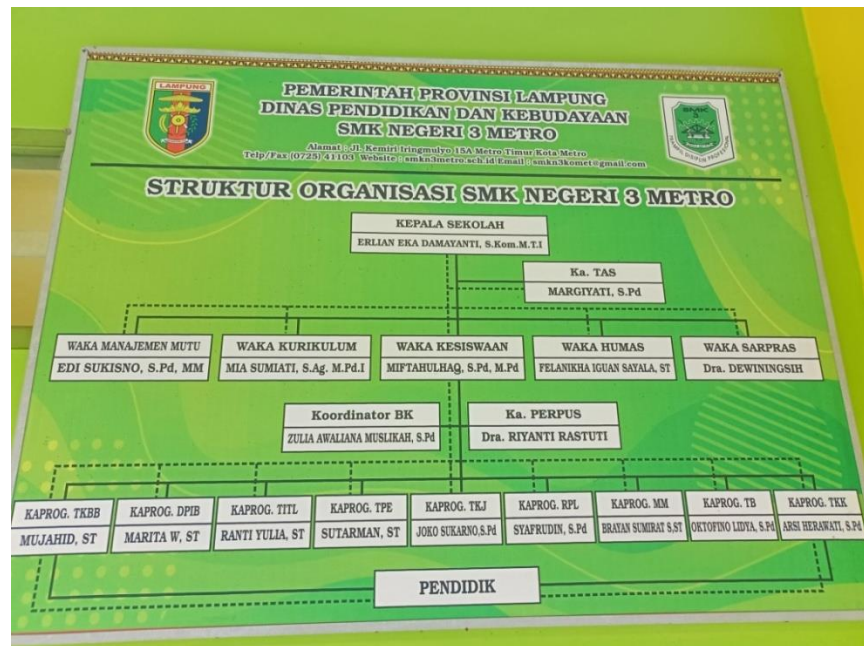 LAMPUNG
SMK
3
PEMERINTAH PROVINSI LAMPUNG
DINAS PENDIDIKAN DAN KEBUDAYAAN
SMK NEGERI 3 METRO
Alamat : Jl. Kemiri Iringmulyo 15A Metro Timur Kota Metro
Telp/Fax (0725) 41103 Website : smkn3metro.sch.id Email : smkn3komet@gmail.com
STRUKTUR ORGANISASI SMK NEGERI 3 METRO
KEPALA SEKOLAH
ERLIAN EKA DAMAYANTI, S.Kom.M.T.I
Ka. TAS
MARGIYATI, S.Pd
WAKA MANAJEMEN MUTU
EDI SUKISNO, S.Pd, MM
WAKA KURIKULUM
MIA SUMIATI, S.Ag. M.Pd.I
WAKA KESISWAAN
MIFTAHULHAQ, S.Pd, M.Pd
WAKA HUMAS
FELANIKHA IGUAN SAYALA, ST
WAKA SARPRAS
Dra. DEWININGSIH
Koordinator BK
ZULIA AWALIANA MUSLIKAH, S.Pd
Ka. PERPUS
Dra. RIYANTI RASTUTI
KAPROG. TKBB
MUJAHID, ST
KAPROG. DPIB
MARITA W, ST
KAPROG. TITL
RANTI YULIA, ST
KAPROG. TPE
SUTARMAN, ST
KAPROG. TKJ
JOKO SUKARNO,S.Pd
KAPROG. RPL
SYAFRUDIN, S.Pd
KAPROG. MM
BRAYAN SUMIRAT S.ST
KAPROG. TB
OKTOFINO LIDYA, S.Pd
KAPROG. TKK
ARSI HERAWATI, S.Pd
PENDIDIK